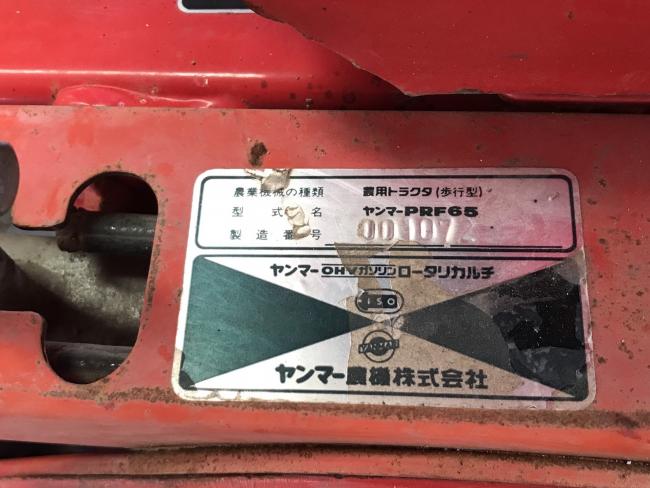 農業機械の種類 農用トラクタ(歩行型)
型式名 ヤンマーPRF65
製造番号 00107
ヤンマーOHVガソリンロータリカルチ
YANMAR
ヤンマー農機株式会社